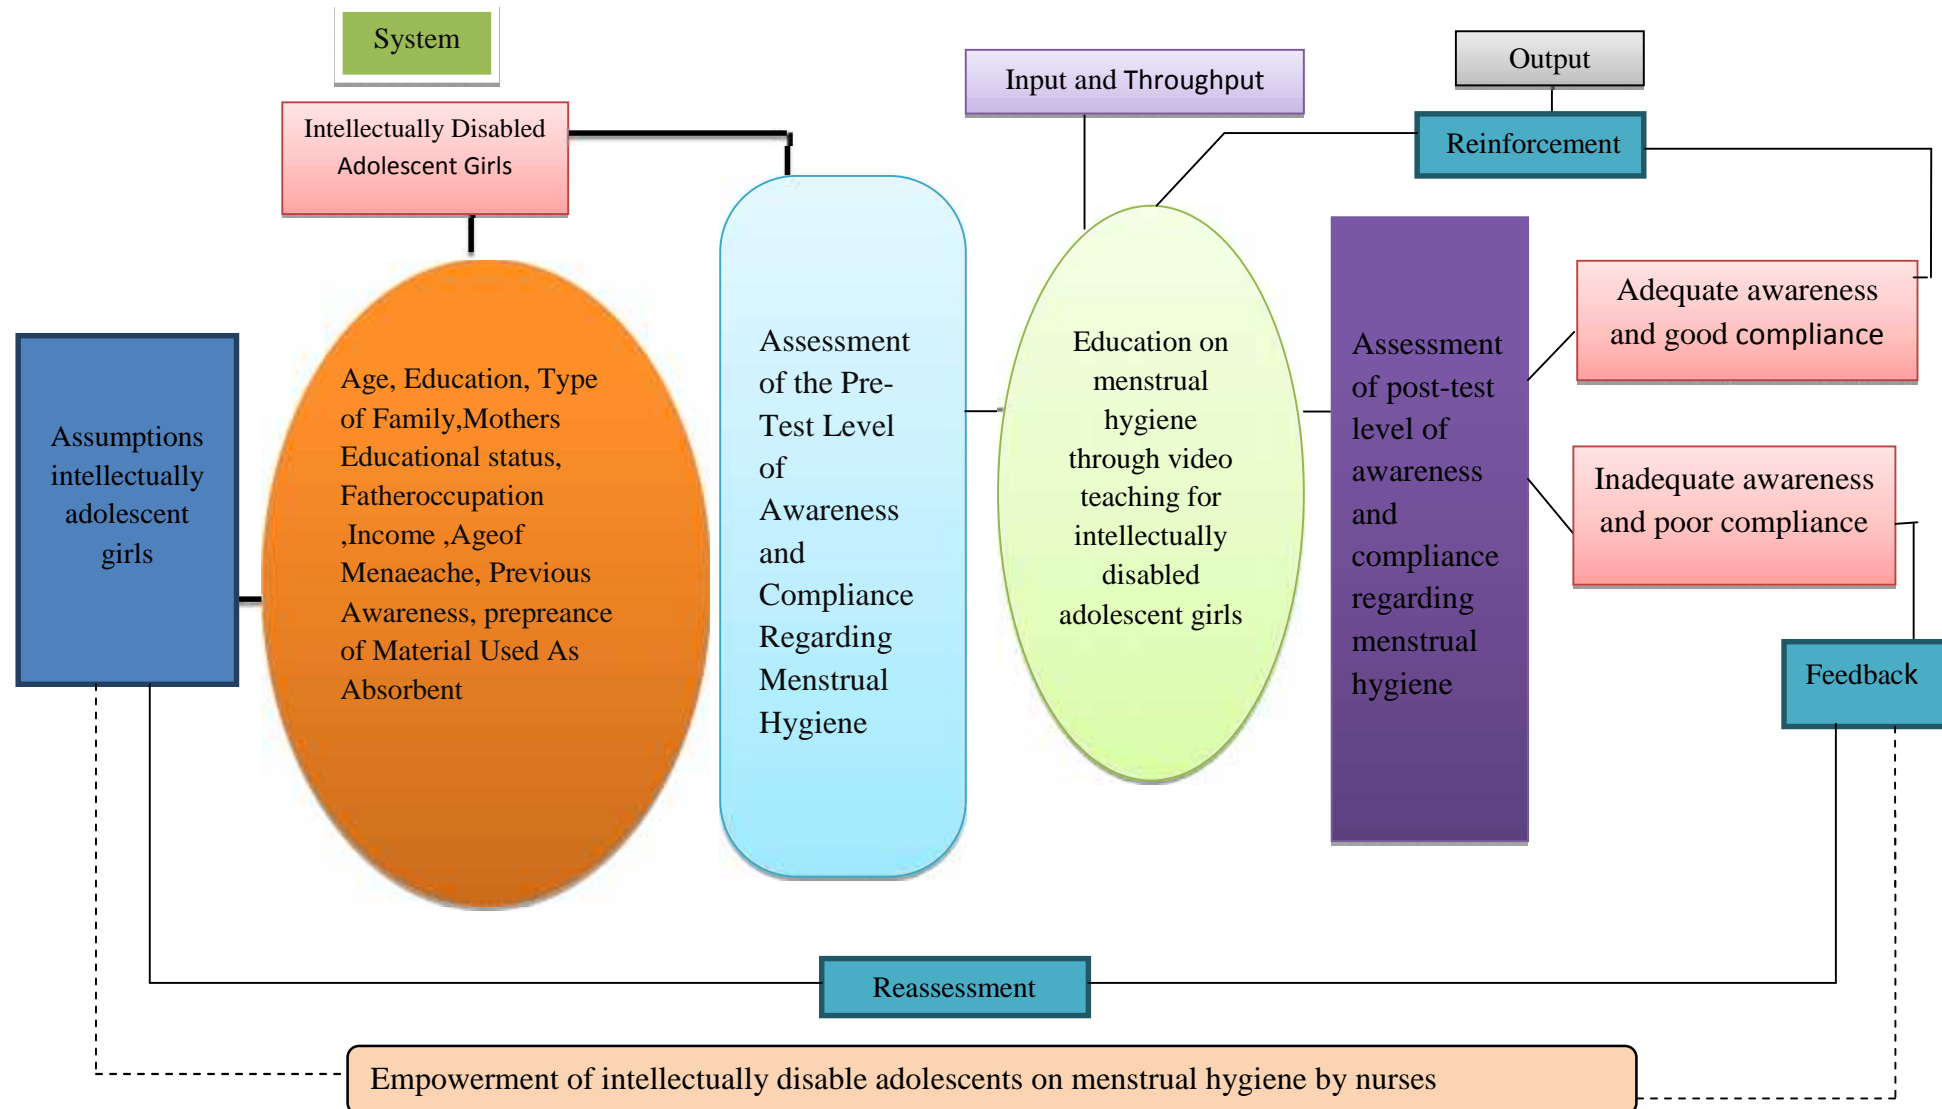 System
Intellectually Disabled
Adolescent Girls
Input and Throughput
Output
Reinforcement
Assumptions
intellectually
adolescent
girls
Age, Education, Type
of Family,Mothers
Educational status,
Fatheroccupation
,Income ,Ageof
Menaeache, Previous
Awareness, prepreance
of Material Used As
Absorbent
Assessment
of the Pre-
Test Level
of
Awareness
and
Compliance
Regarding
Menstrual
Hygiene
Education on
menstrual
hygiene
through video
teaching for
intellectually
disabled
adolescent girls
Assessment
of post-test
level of
awareness
and
compliance
regarding
menstrual
hygiene
Adequate awareness
and good compliance
Inadequate awareness
and poor compliance
Feedback
Reassessment
Empowerment of intellectually disable adolescents on menstrual hygiene by nurses